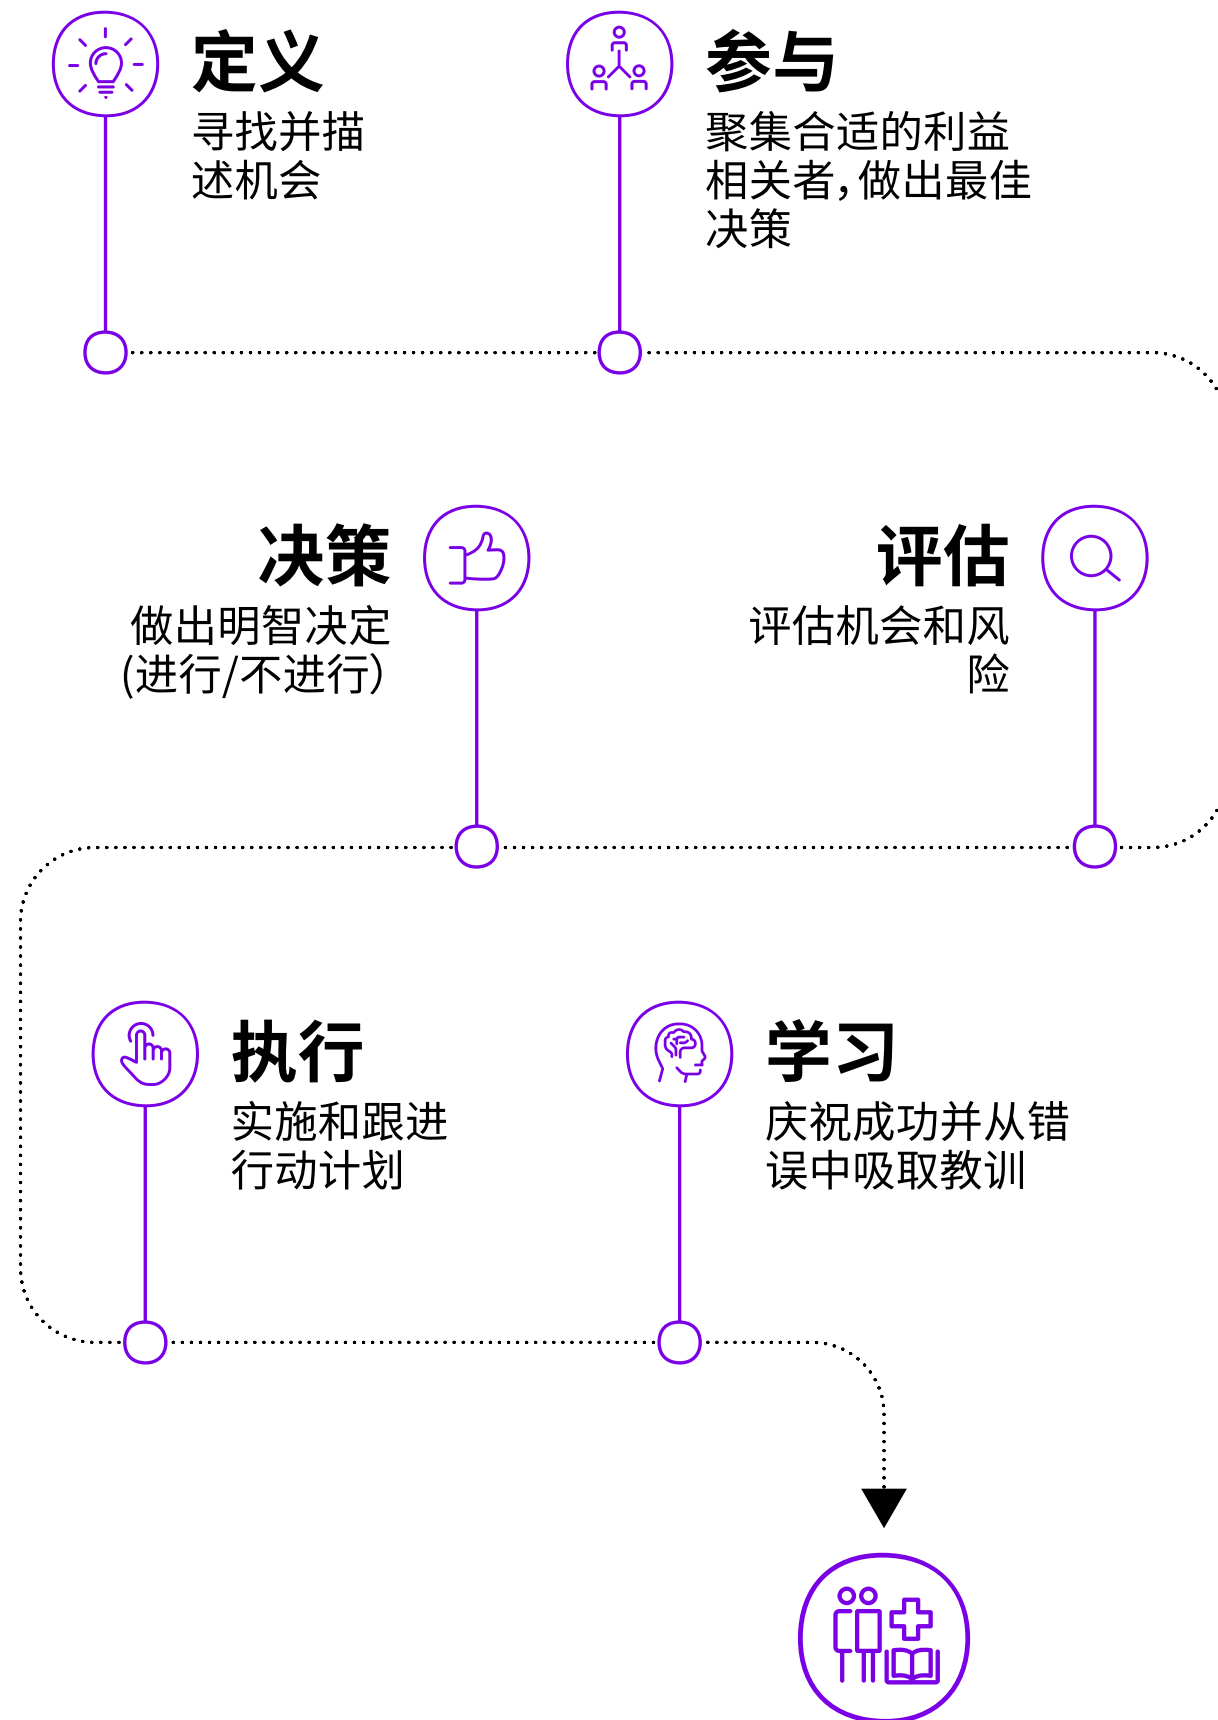 定义
寻找并描
述机会
参与
聚集合适的利益
相关者，做出最佳
决策
评估
评估机会和风
险
决策
做出明智决定
(进行/不进行）
执行
实施和跟进
行动计划
学习
庆祝成功并从错
误中吸取教训